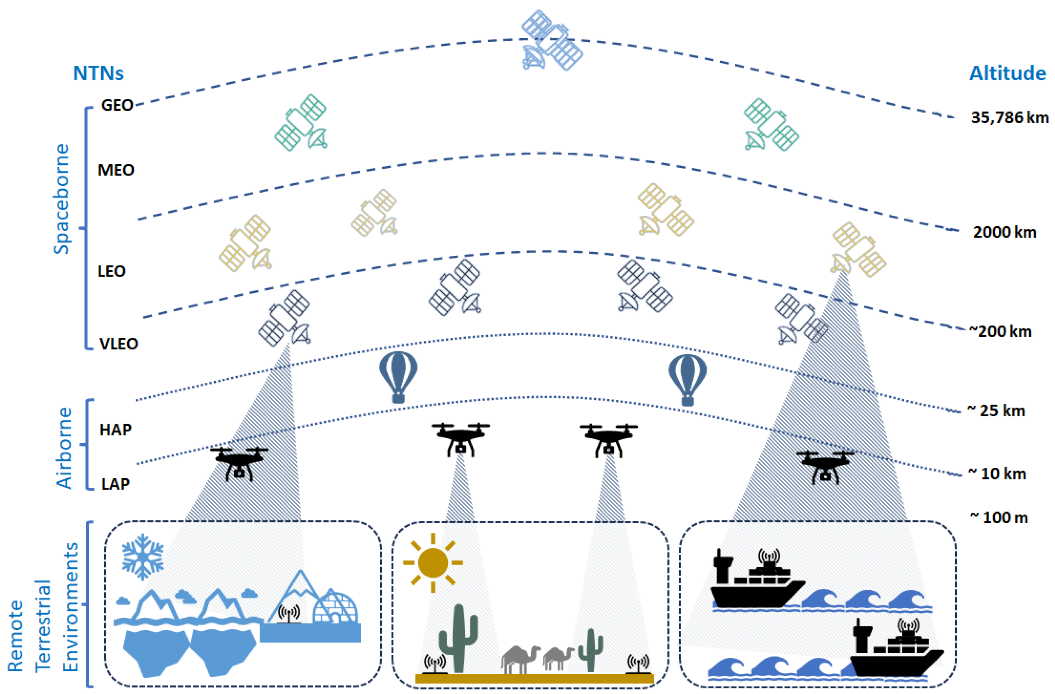 NTNs
Altitude
GEO
35,786 km
MEO
Spaceborne
2000 km
LEO
~200 km
VLEO
~ 25 km
HAP
Airborne
~ 10 km
LAP
~ 100 m
Remote
Terrestrial
Environments